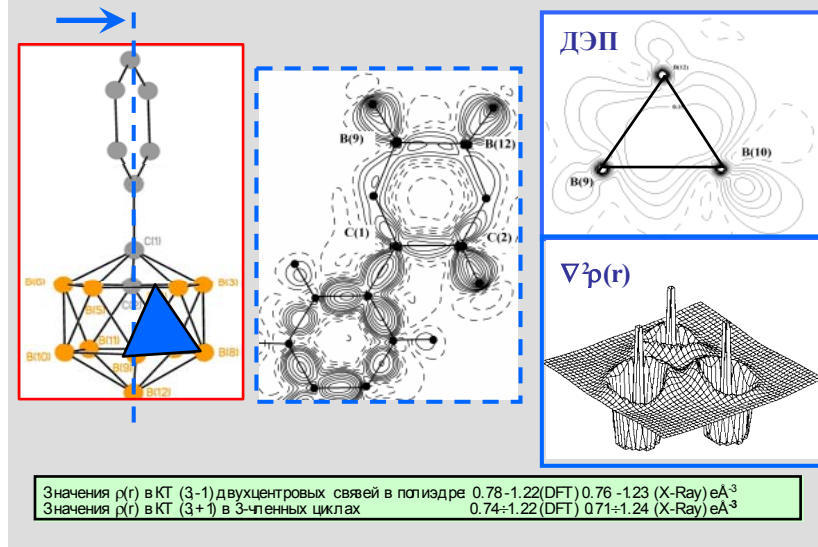 ДЭП
B(12)
B(10)
B(9)
B(9)
B(12)
C(1)
C(2)
C(1)
B(6)
B(3)
B(5)
B(11)
B(10)
B(9)
B(8)
B(12)
∇²ρ(r)
Значения ρ(r) в КТ (3,-1) двухцентровых связей в полиэдре 0.78-1.22(DFT) 0.76 -1.23 (X-Ray) eÅ⁻³
Значения ρ(r) в КТ (3,+1) в 3-членных циклах 0.74÷1.22 (DFT) 0.71÷1.24 (X-Ray) eÅ⁻³